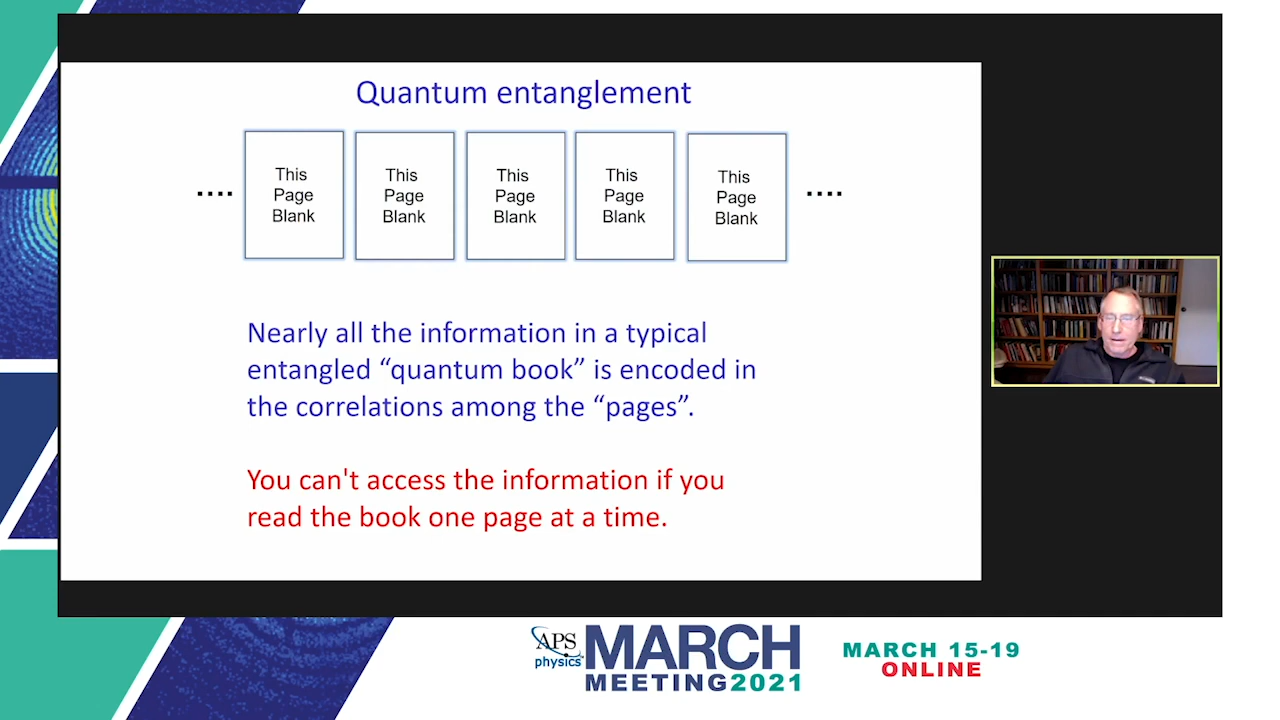 Quantum entanglement
....
This
Page
Blank
This
Page
Blank
This
Page
Blank
This
Page
Blank
This
Page
Blank
....
Nearly all the information in a typical
entangled “quantum book” is encoded in
the correlations among the “pages”.
You can't access the information if you
read the book one page at a time.
APS
physics
MARCH
MEETING2021
MARCH 15-19
ONLINE